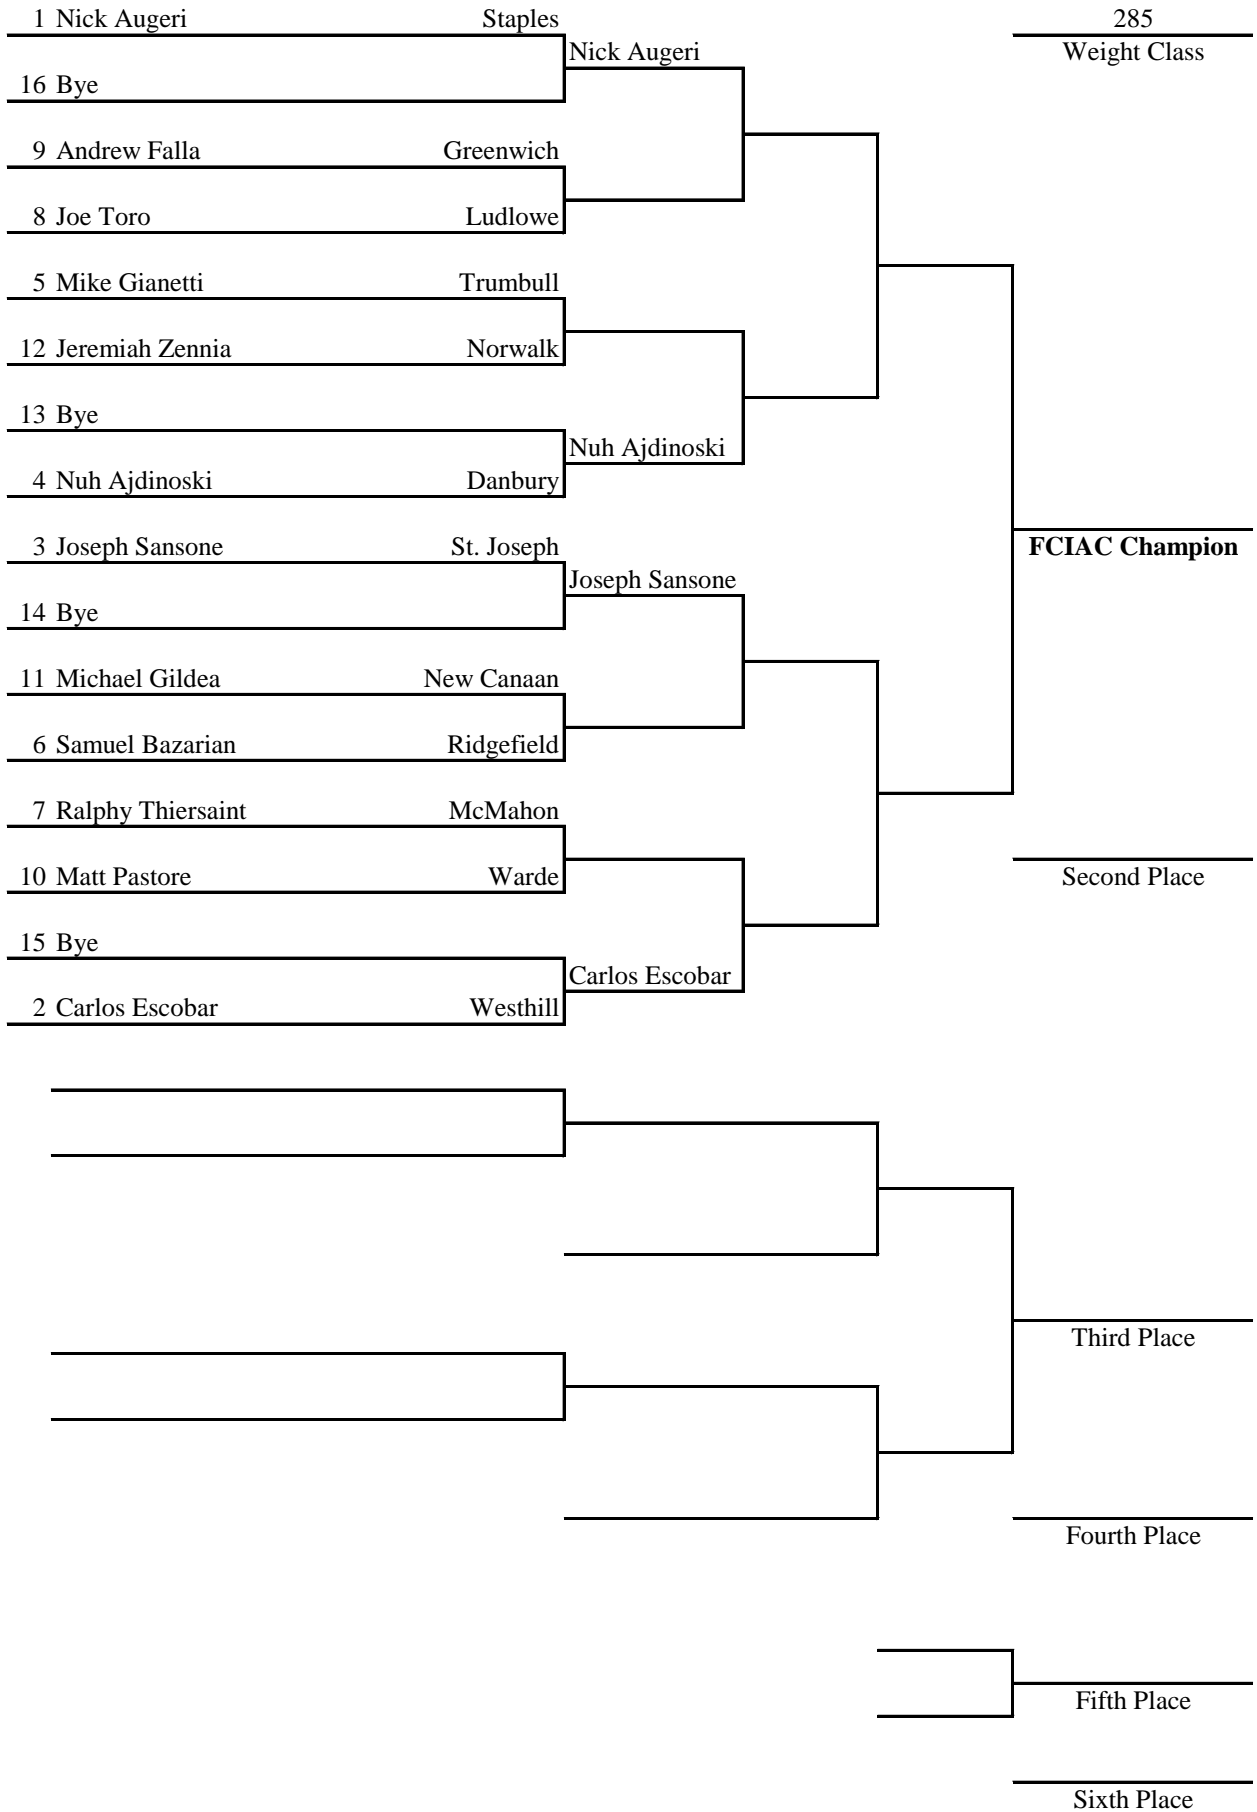 1 Nick Augeri Staples 285
Nick Augeri Weight Class
16 Bye
9 Andrew Falla Greenwich
8 Joe Toro Ludlowe
5 Mike Gianetti Trumbull
12 Jeremiah Zennia Norwalk
13 Bye
Nuh Ajdinoski
4 Nuh Ajdinoski Danbury
3 Joseph Sansone St. Joseph FCIAC Champion
Joseph Sansone
14 Bye
11 Michael Gildea New Canaan
6 Samuel Bazarian Ridgefield
7 Ralphy Thiersaint McMahon
10 Matt Pastore Warde Second Place
15 Bye
Carlos Escobar
2 Carlos Escobar Westhill
Third Place
Fourth Place
Fifth Place
Sixth Place